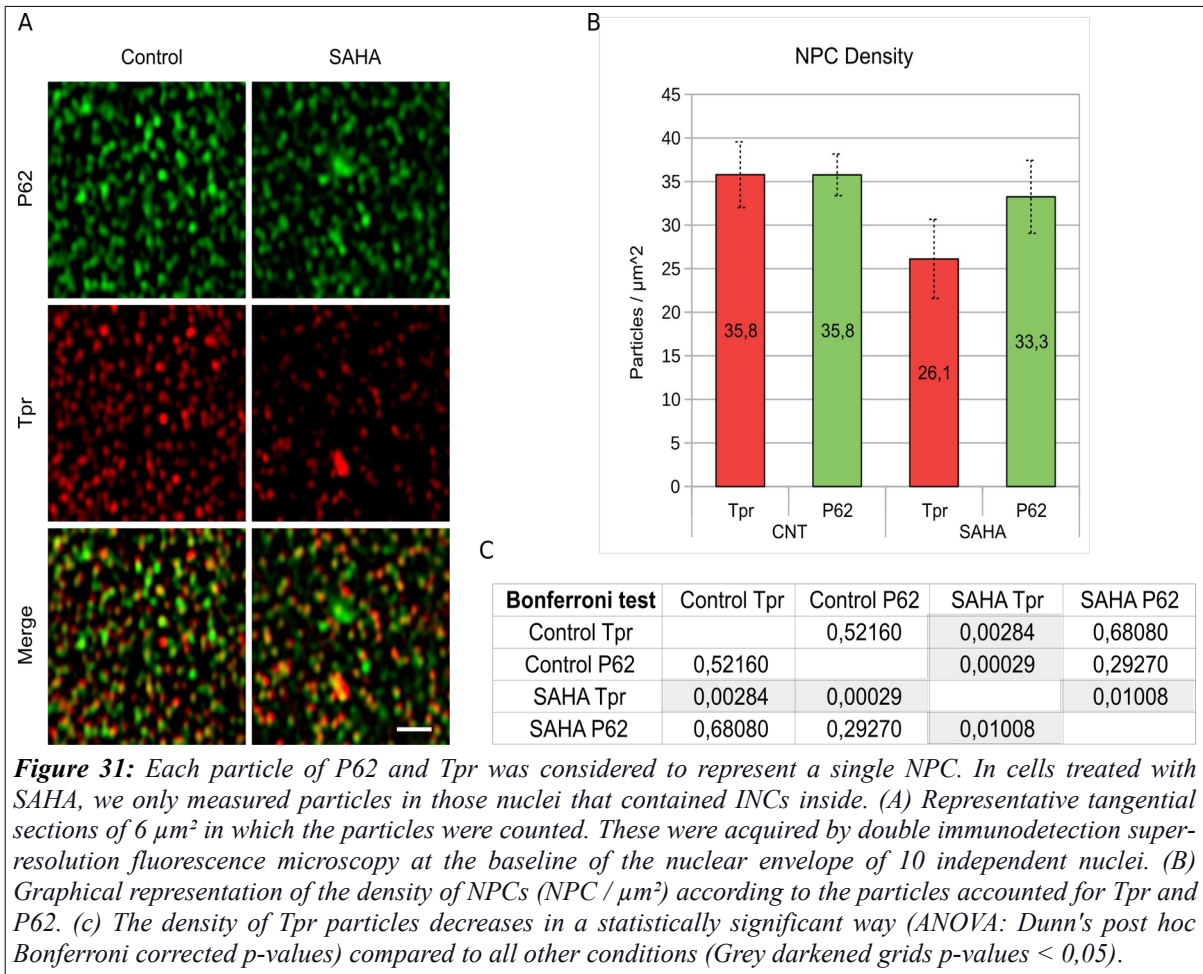 A
Control SAHA
P62
Tpr
Merge
B
NPC Density
Particles / µm^2
45
40
35
30
25
20
15
10
5
0
35,8 35,8 26,1 33,3
Tpr P62 Tpr P62
CNT SAHA
C
Bonferroni test Control Tpr Control P62 SAHA Tpr SAHA P62
Control Tpr 0,52160 0,00284 0,68080
Control P62 0,52160 0,00029 0,29270
SAHA Tpr 0,00284 0,00029 0,01008
SAHA P62 0,68080 0,29270 0,01008
Figure 31: Each particle of P62 and Tpr was considered to represent a single NPC. In cells treated with
SAHA, we only measured particles in those nuclei that contained INCs inside. (A) Representative tangential
sections of 6 µm² in which the particles were counted. These were acquired by double immunodetection super-
resolution fluorescence microscopy at the baseline of the nuclear envelope of 10 independent nuclei. (B)
Graphical representation of the density of NPCs (NPC / µm²) according to the particles accounted for Tpr and
P62. (c) The density of Tpr particles decreases in a statistically significant way (ANOVA: Dunn's post hoc
Bonferroni corrected p-values) compared to all other conditions (Grey darkened grids p-values < 0,05).